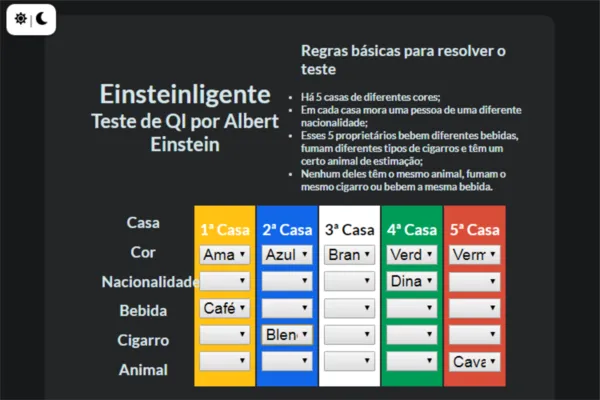 Einsteinligente
Teste de QI por Albert
Einstein
Regras básicas para resolver o
teste
Há 5 casas de diferentes cores;
Em cada casa mora uma pessoa de uma diferente
nacionalidade;
Esses 5 proprietários bebem diferentes bebidas,
fumam diferentes tipos de cigarros e têm um
certo animal de estimação;
Nenhum deles têm o mesmo animal, fumam o
mesmo cigarro ou bebem a mesma bebida.
Casa 1ª Casa 2ª Casa 3ª Casa 4ª Casa 5ª Casa
Cor Ama Azul Bran Verd Verm
Nacionalidade Dina
Bebida Café
Cigarro Blen
Animal Cava